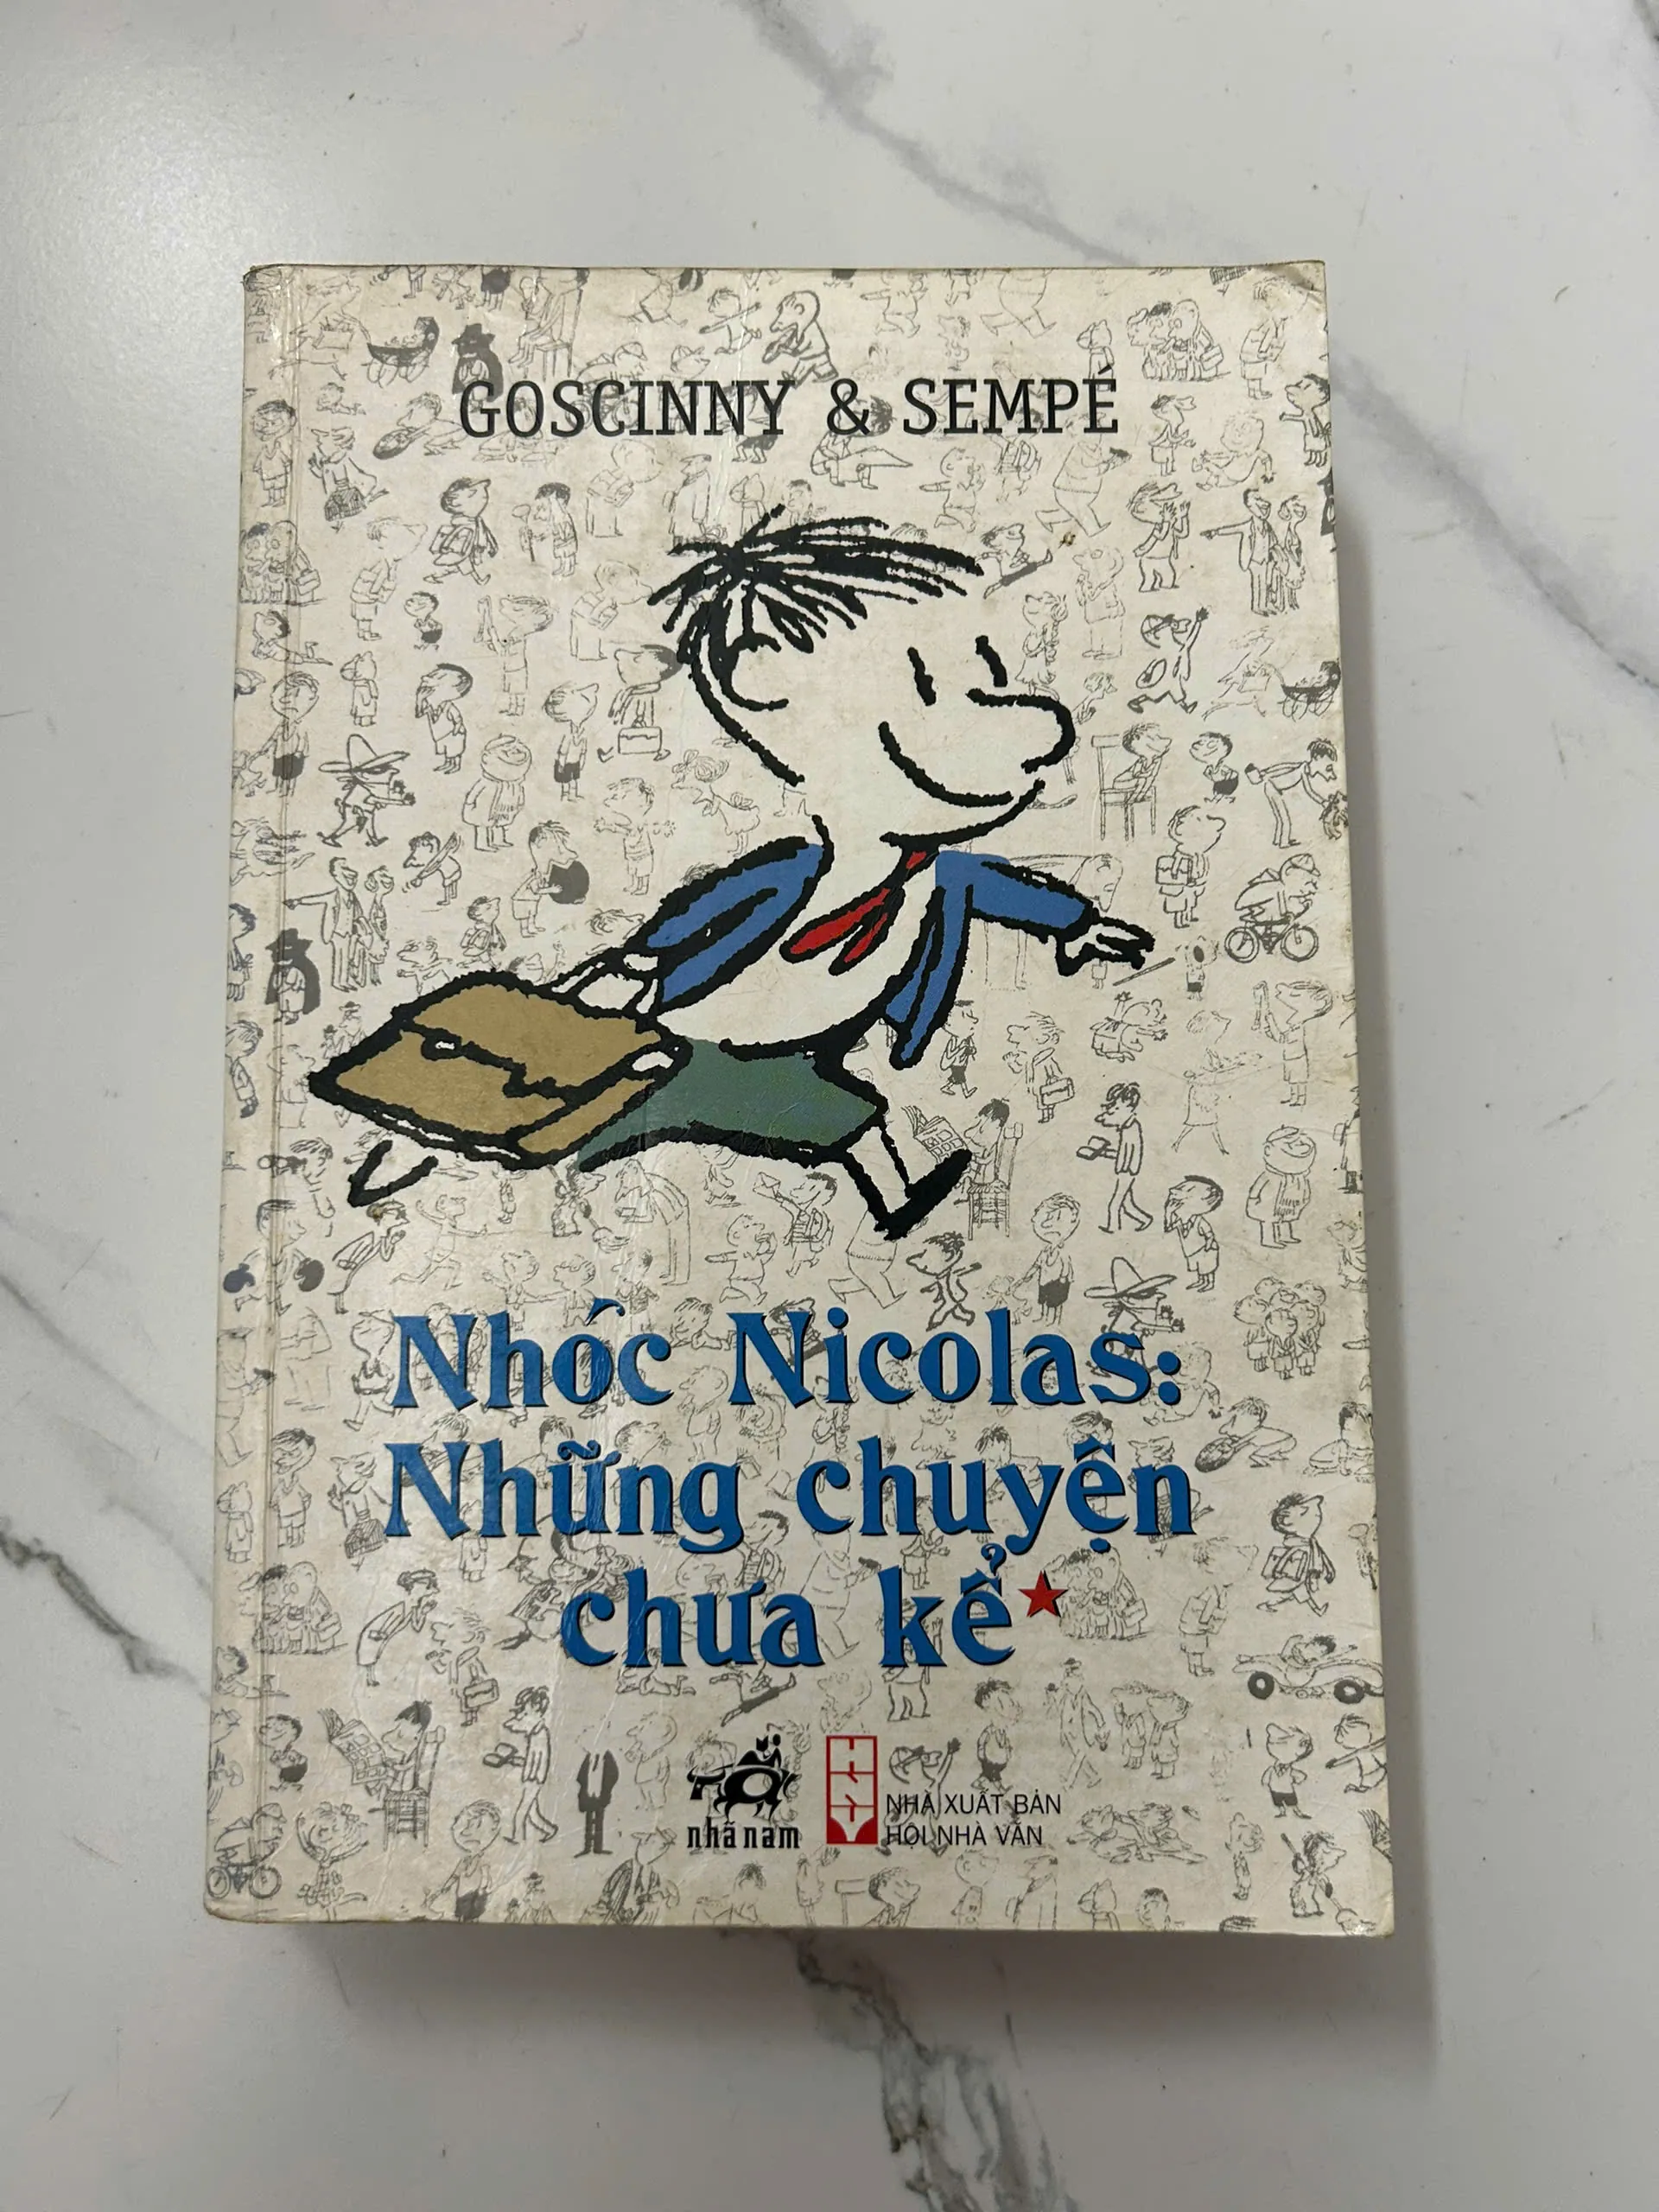 GOSCINNY & SEMPÉ
Nhóc Nicolas:
Những chuyện
chưa kể
nhã nam
NHÀ XUẤT BẢN
HỘI NHÀ VĂN